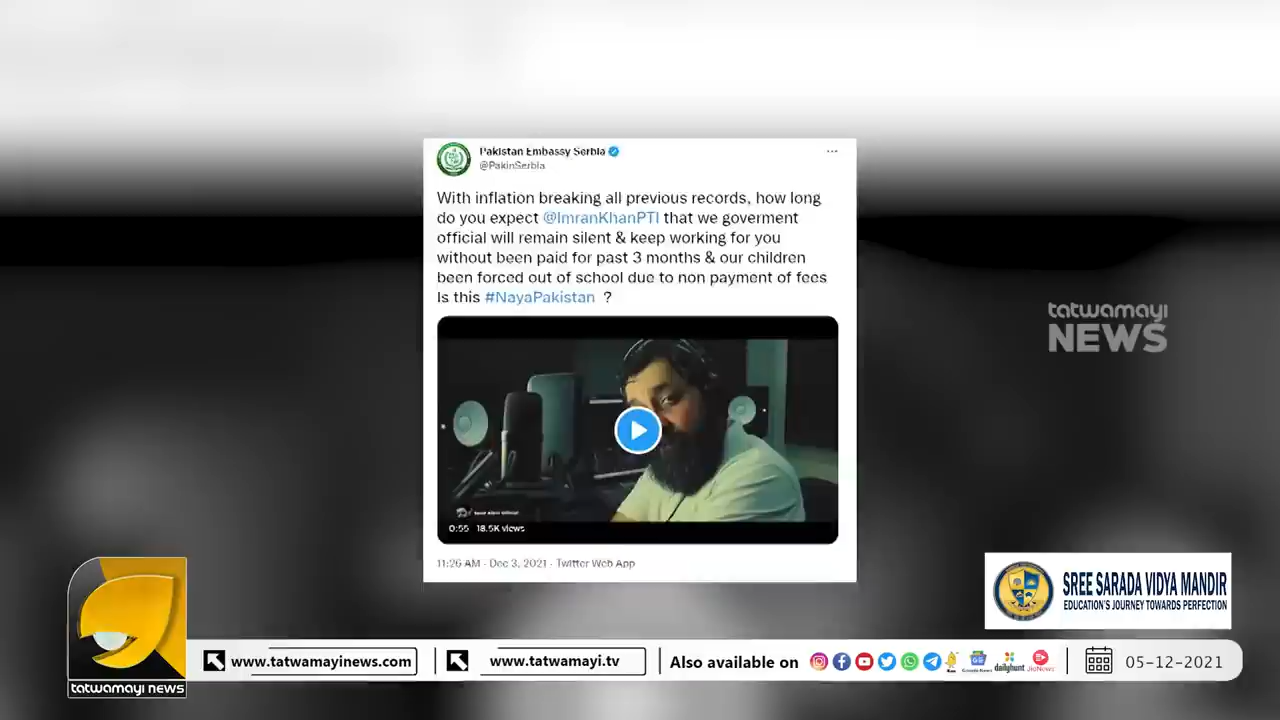 Pakistan Embassy Serbia
@PakinSerbia
With inflation breaking all previous records, how long
do you expect @ImranKhanPTI that we goverment
official will remain silent & keep working for you
without been paid for past 3 months & our children
been forced out of school due to non payment of fees
Is this #NayaPakistan ?
0:55 18.5K views
11:26 AM · Dec 3, 2021 · Twitter Web App
tatwamayi
NEWS
SREE SARADA VIDYA MANDIR
EDUCATION'S JOURNEY TOWARDS PERFECTION
tatwamayi news
www.tatwamayinews.com
www.tatwamayi.tv
Also available on
Google News
dailyhunt
JioNews
05-12-2021